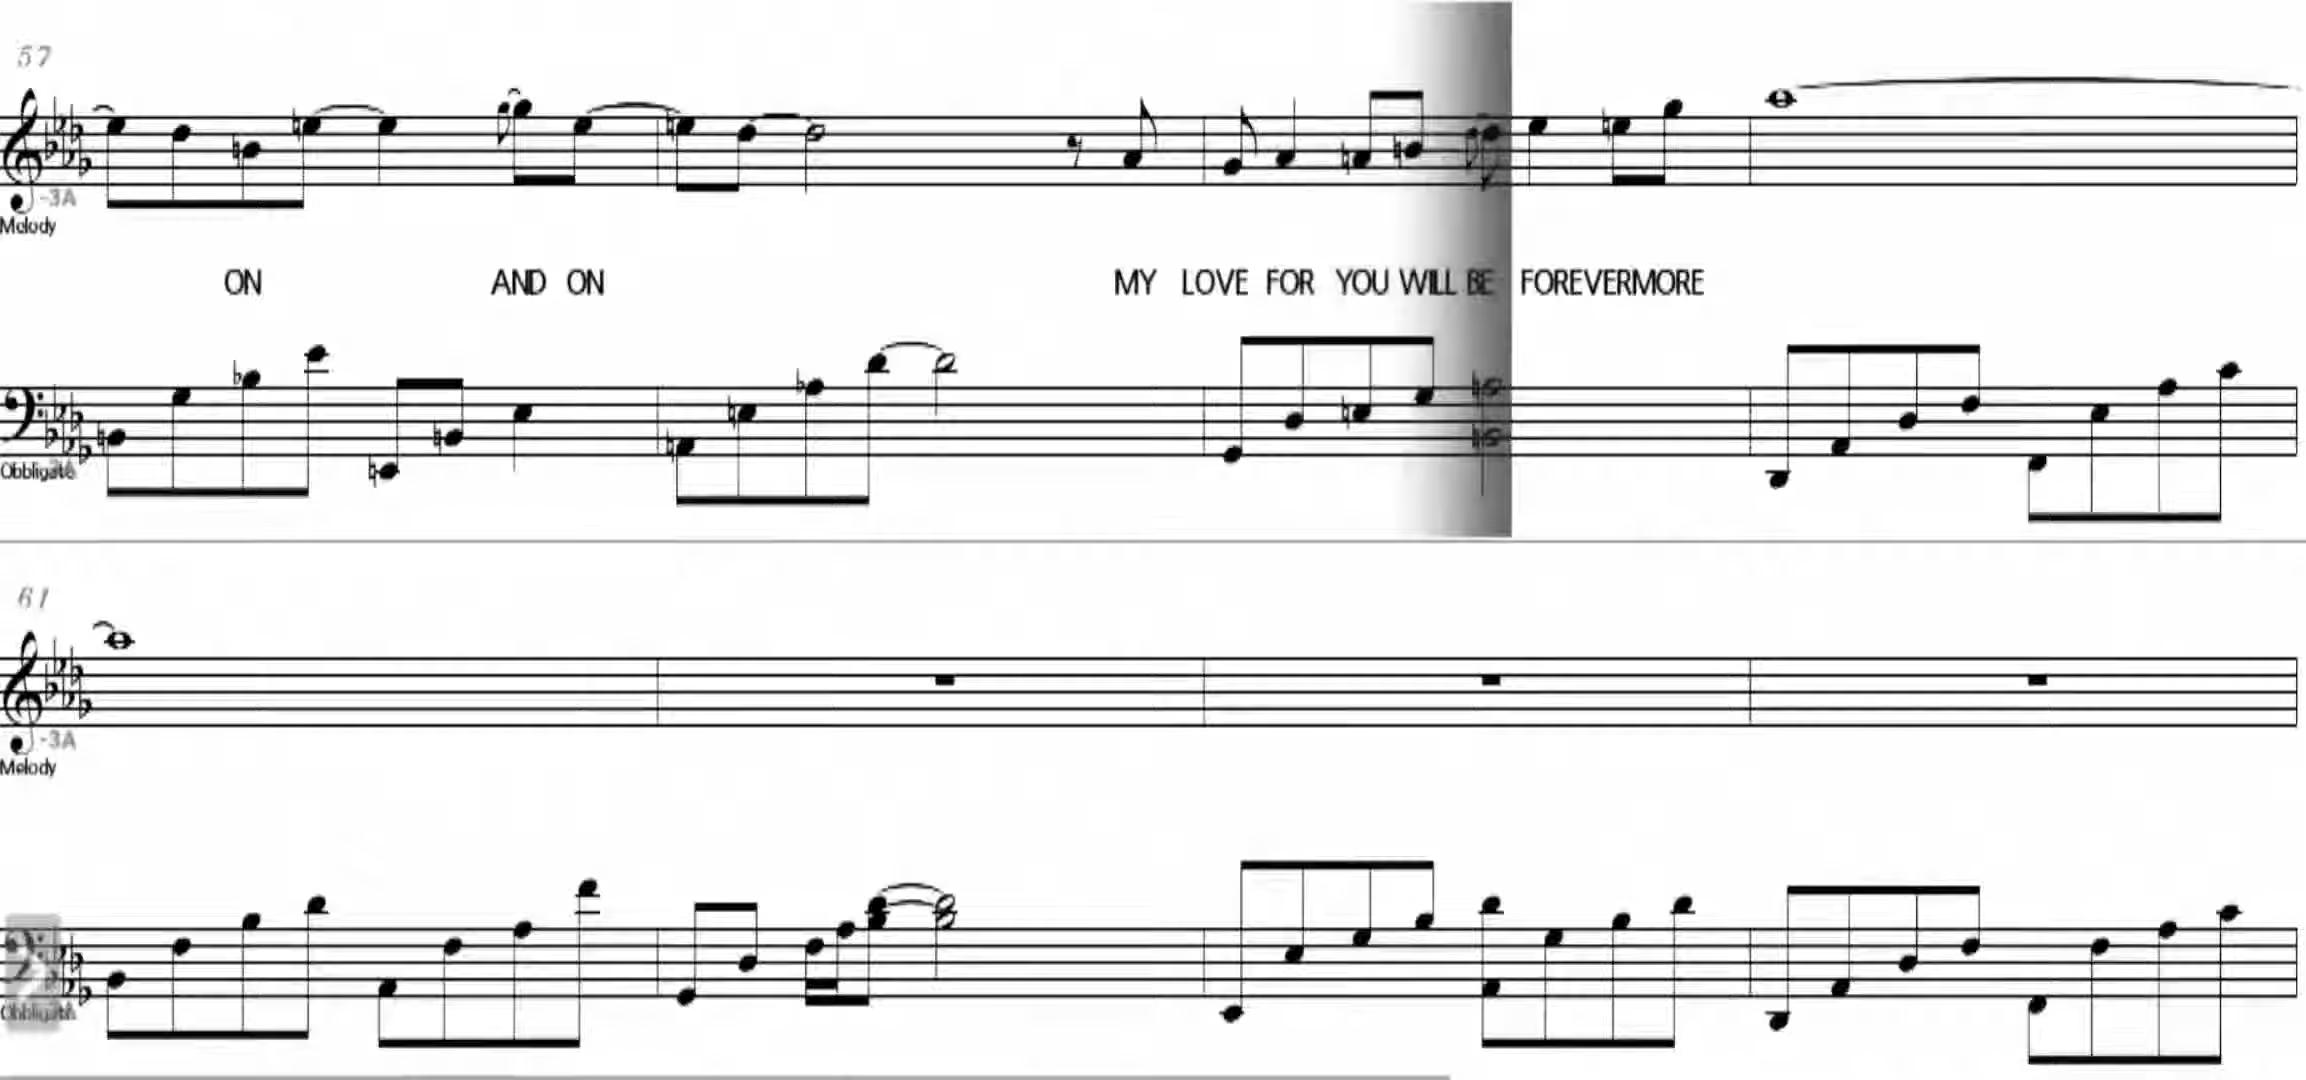 57
-3A
Melody
ON AND ON MY LOVE FOR YOU WILL BE FOREVERMORE
Obbligato
61
-3A
Melody
Obbligato